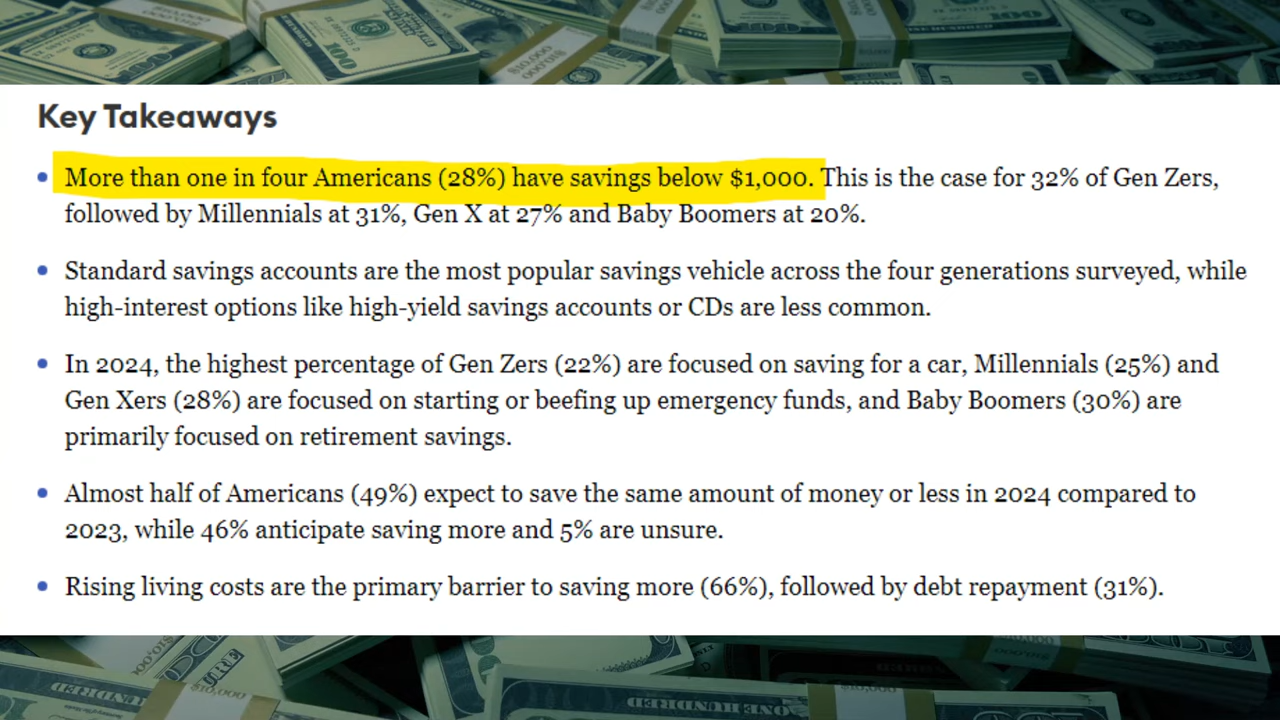 Key Takeaways
More than one in four Americans (28%) have savings below $1,000. This is the case for 32% of Gen Zers,
followed by Millennials at 31%, Gen X at 27% and Baby Boomers at 20%.
Standard savings accounts are the most popular savings vehicle across the four generations surveyed, while
high-interest options like high-yield savings accounts or CDs are less common.
In 2024, the highest percentage of Gen Zers (22%) are focused on saving for a car, Millennials (25%) and
Gen Xers (28%) are focused on starting or beefing up emergency funds, and Baby Boomers (30%) are
primarily focused on retirement savings.
Almost half of Americans (49%) expect to save the same amount of money or less in 2024 compared to
2023, while 46% anticipate saving more and 5% are unsure.
Rising living costs are the primary barrier to saving more (66%), followed by debt repayment (31%).